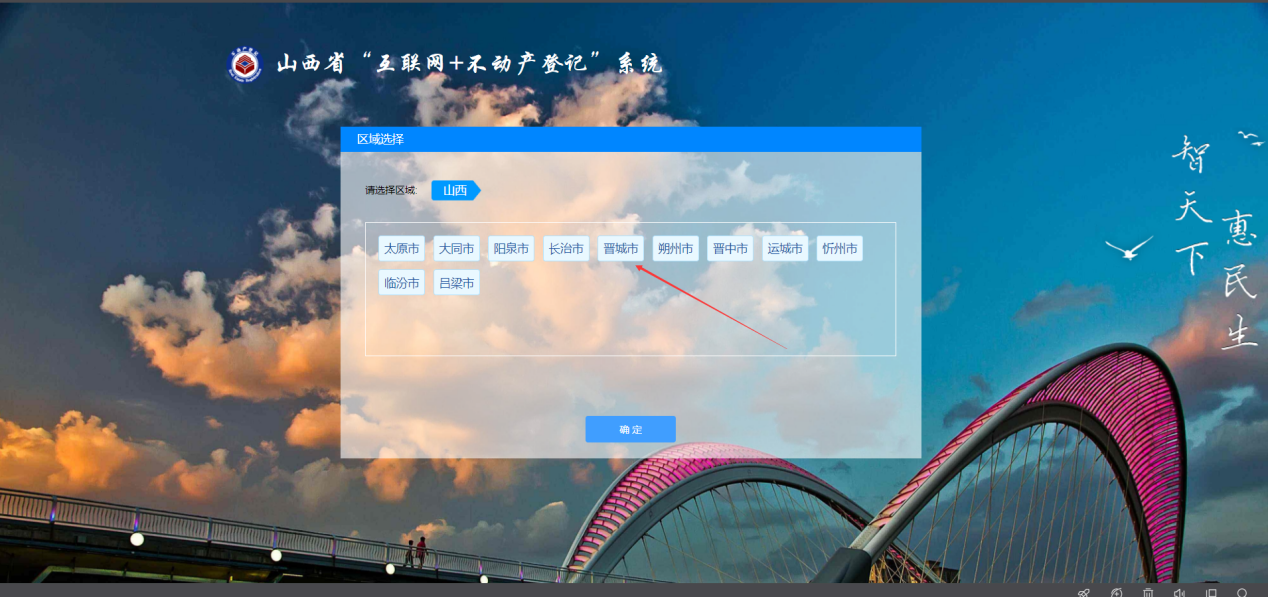 山西省“互联网+不动产登记”系统
区域选择
请选择区域: 山西
太原市 大同市 阳泉市 长治市 晋城市 朔州市 晋中市 运城市 忻州市
临汾市 吕梁市
确 定
智天下
惠民生